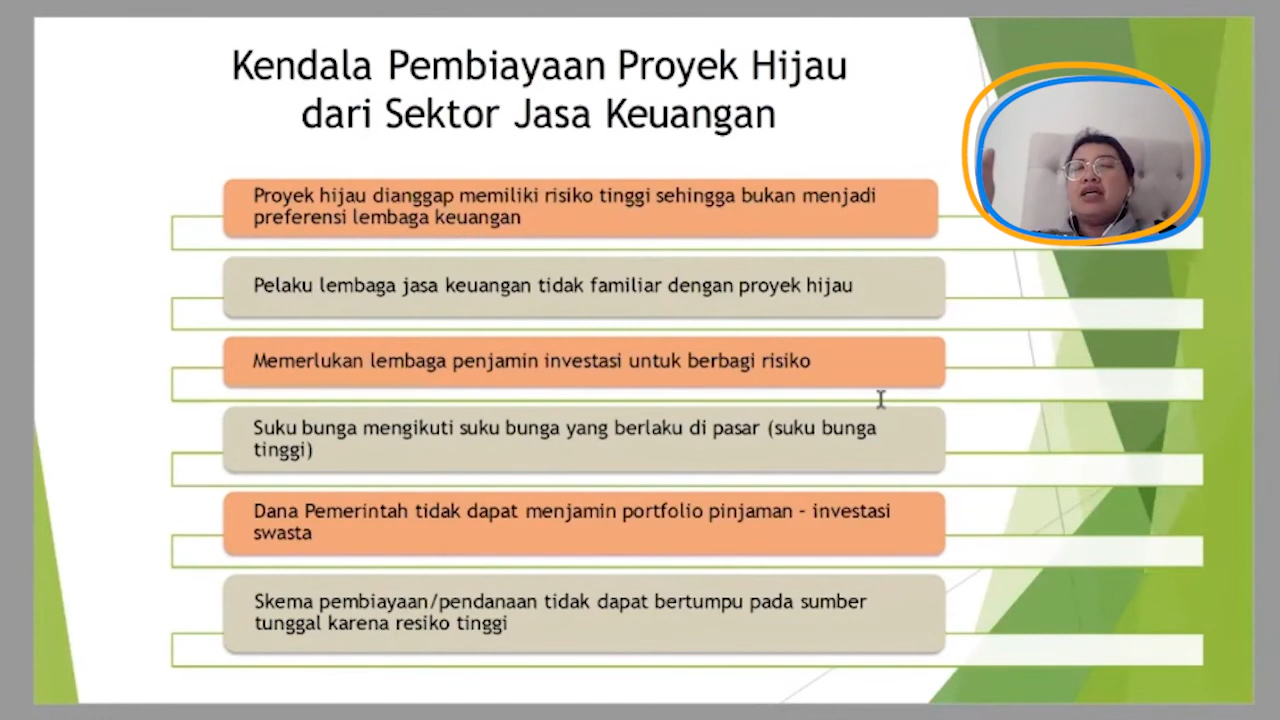 Kendala Pembiayaan Proyek Hijau
dari Sektor Jasa Keuangan
Proyek hijau dianggap memiliki risiko tinggi sehingga bukan menjadi
preferensi lembaga keuangan
Pelaku lembaga jasa keuangan tidak familiar dengan proyek hijau
Memerlukan lembaga penjamin investasi untuk berbagi risiko
Suku bunga mengikuti suku bunga yang berlaku di pasar (suku bunga
tinggi)
Dana Pemerintah tidak dapat menjamin portfolio pinjaman - investasi
swasta
Skema pembiayaan/pendanaan tidak dapat bertumpu pada sumber
tunggal karena resiko tinggi